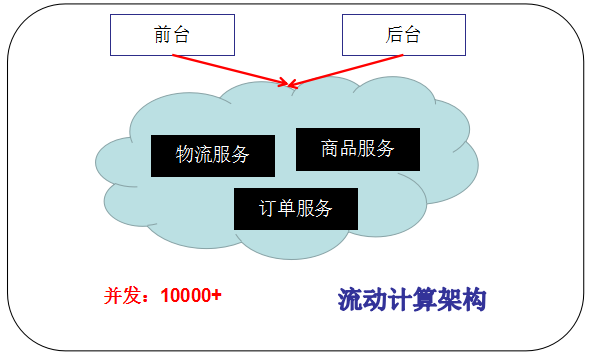 前台
后台
物流服务
商品服务
订单服务
并发：10000+
流动计算架构